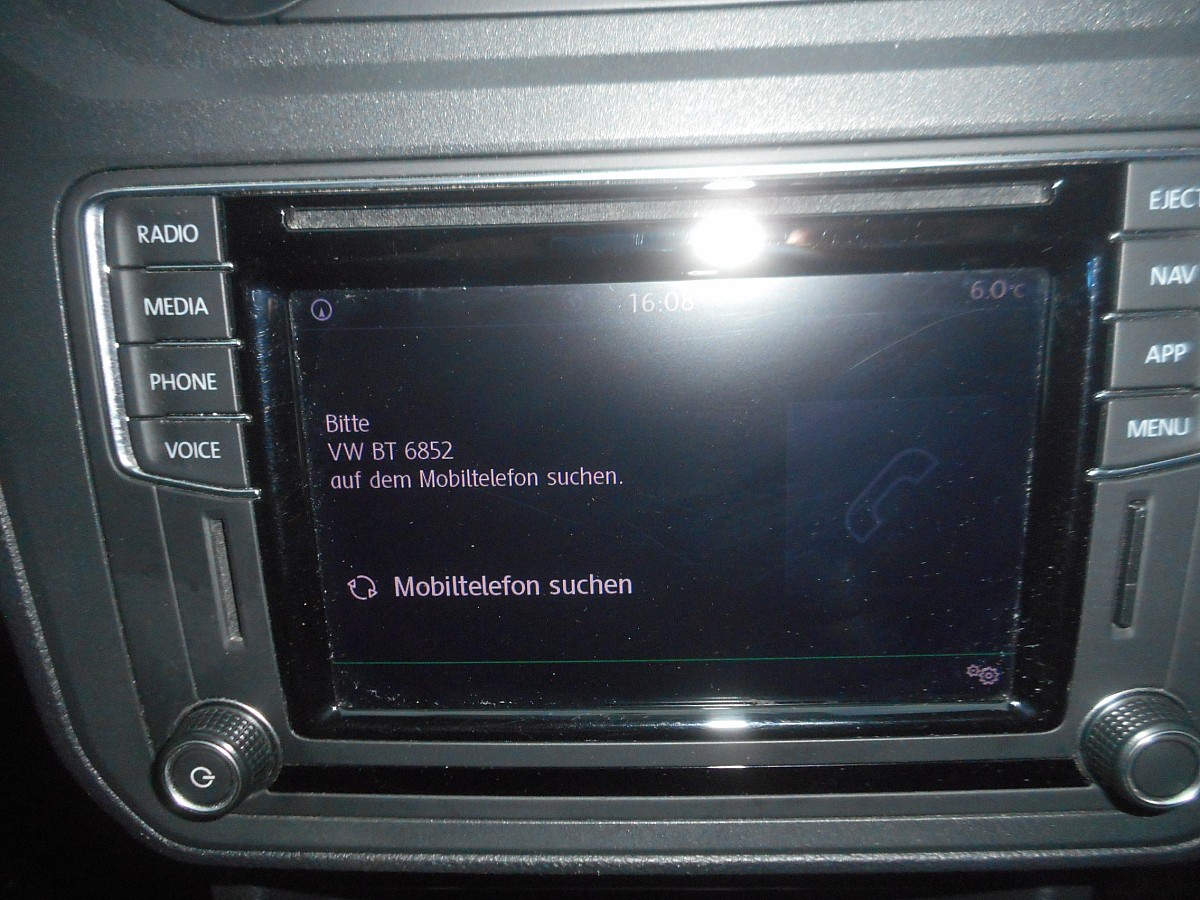 RADIO
MEDIA
PHONE
VOICE
16:08
6.0°C
Bitte
VW BT 6852
auf dem Mobiltelefon suchen.
Mobiltelefon suchen
EJECT
NAV
APP
MENU